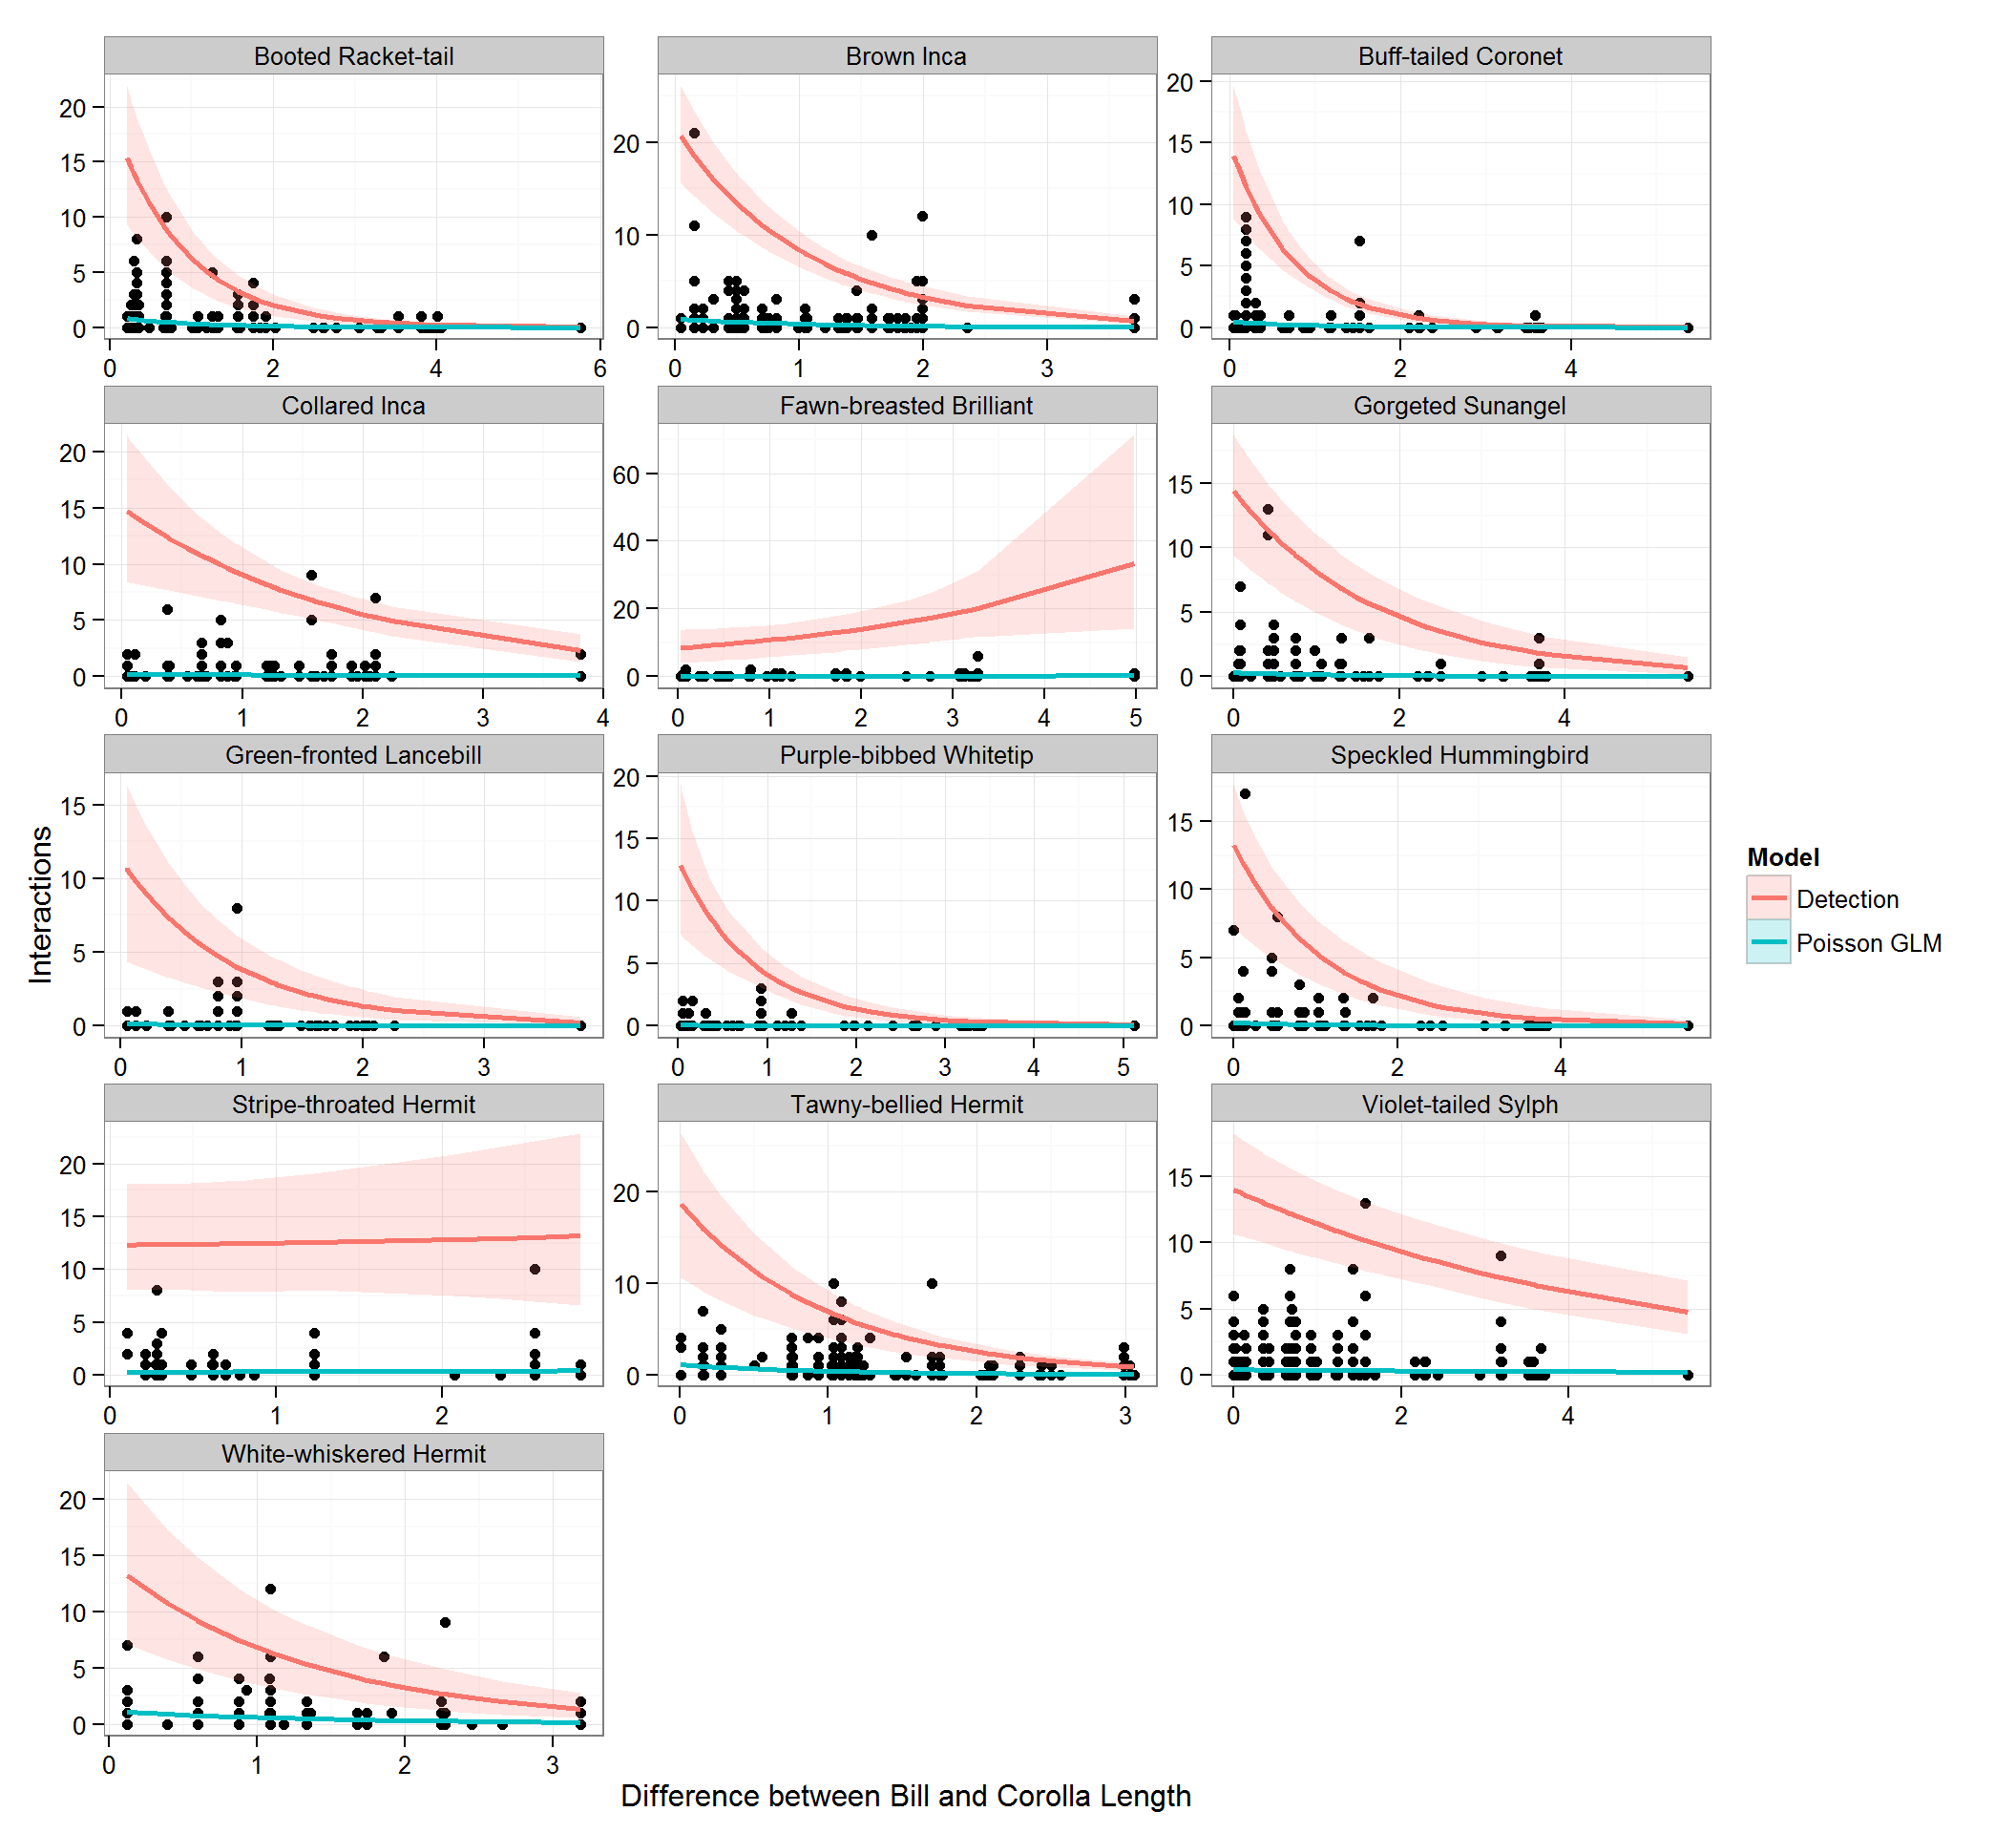 Booted Racket-tail
Brown Inca
Buff-tailed Coronet
20
15
10
5
0
0 2 4 6
20
10
0
0 1 2 3
20
15
10
5
0
0 2 4
Collared Inca
Fawn-breasted Brilliant
Gorgeted Sunangel
20
15
10
5
0
0 1 2 3 4
60
40
20
0
0 1 2 3 4 5
15
10
5
0
0 2 4
Green-fronted Lancebill
Purple-bibbed Whitetip
Speckled Hummingbird
15
10
5
0
0 1 2 3
20
15
10
5
0
0 1 2 3 4 5
15
10
5
0
0 2 4
Stripe-throated Hermit
Tawny-bellied Hermit
Violet-tailed Sylph
20
15
10
5
0
0 1 2
20
10
0
0 1 2 3
15
10
5
0
0 2 4
White-whiskered Hermit
20
15
10
5
0
0 1 2 3
Interactions
Difference between Bill and Corolla Length
Model
Detection
Poisson GLM